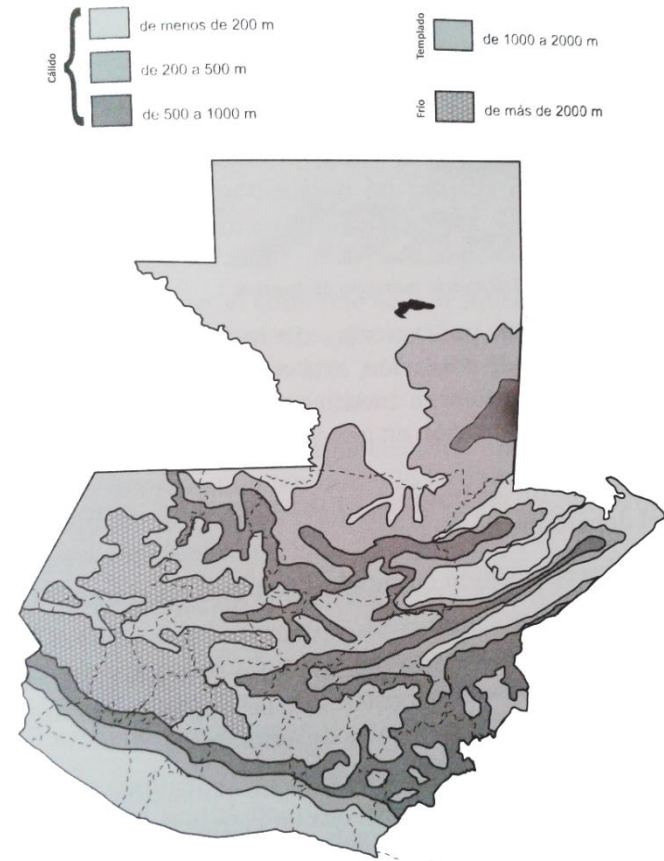 Cálido
de menos de 200 m
de 200 a 500 m
de 500 a 1000 m
Templado
de 1000 a 2000 m
Frío
de más de 2000 m